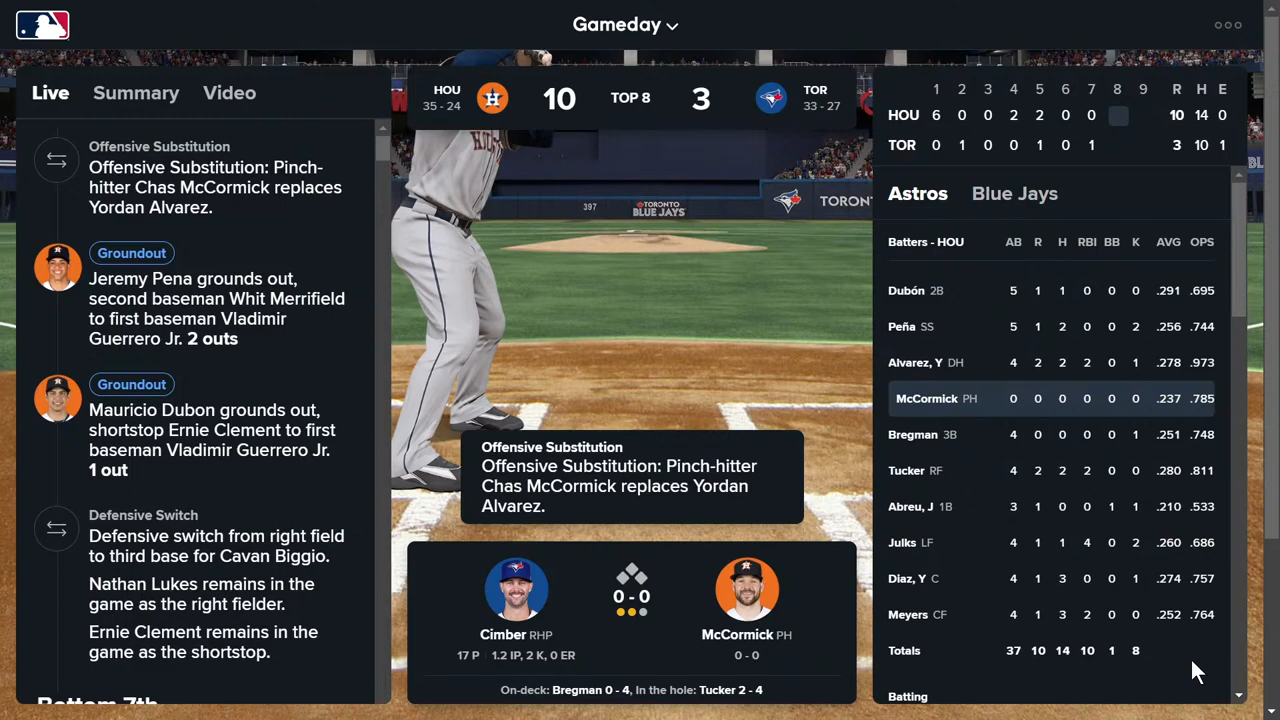 Gameday
Live Summary Video
Offensive Substitution
Offensive Substitution: Pinch-
hitter Chas McCormick replaces
Yordan Alvarez.
Groundout
Jeremy Pena grounds out,
second baseman Whit Merrifield
to first baseman Vladimir
Guerrero Jr. 2 outs
Groundout
Mauricio Dubon grounds out,
shortstop Ernie Clement to first
baseman Vladimir Guerrero Jr.
1 out
Defensive Switch
Defensive switch from right field
to third base for Cavan Biggio.
Nathan Lukes remains in the
game as the right fielder.
Ernie Clement remains in the
game as the shortstop.
Bottom 7th
HOU
35 - 24
10
TOP 8
3
TOR
33 - 27
397
TORONTO
BLUE JAYS
TORONT
Offensive Substitution
Offensive Substitution: Pinch-hitter
Chas McCormick replaces Yordan
Alvarez.
0 - 0
Cimber RHP
17 P 1.2 IP, 2 K, 0 ER
McCormick PH
0 - 0
On-deck: Bregman 0 - 4, In the hole: Tucker 2 - 4
1 2 3 4 5 6 7 8 9 R H E
HOU 6 0 0 2 2 0 0 10 14 0
TOR 0 1 0 0 1 0 1 3 10 1
Astros Blue Jays
Batters - HOU AB R H RBI BB K AVG OPS
Dubón 2B 5 1 1 0 0 0 .291 .695
Peña SS 5 1 2 0 0 2 .256 .744
Alvarez, Y DH 4 2 2 2 0 1 .278 .973
McCormick PH 0 0 0 0 0 0 .237 .785
Bregman 3B 4 0 0 0 0 1 .251 .748
Tucker RF 4 2 2 2 0 0 .280 .811
Abreu, J 1B 3 1 0 0 1 1 .210 .533
Julks LF 4 1 1 4 0 2 .260 .686
Diaz, Y C 4 1 3 0 0 1 .274 .757
Meyers CF 4 1 3 2 0 0 .252 .764
Totals 37 10 14 10 1 8
Batting